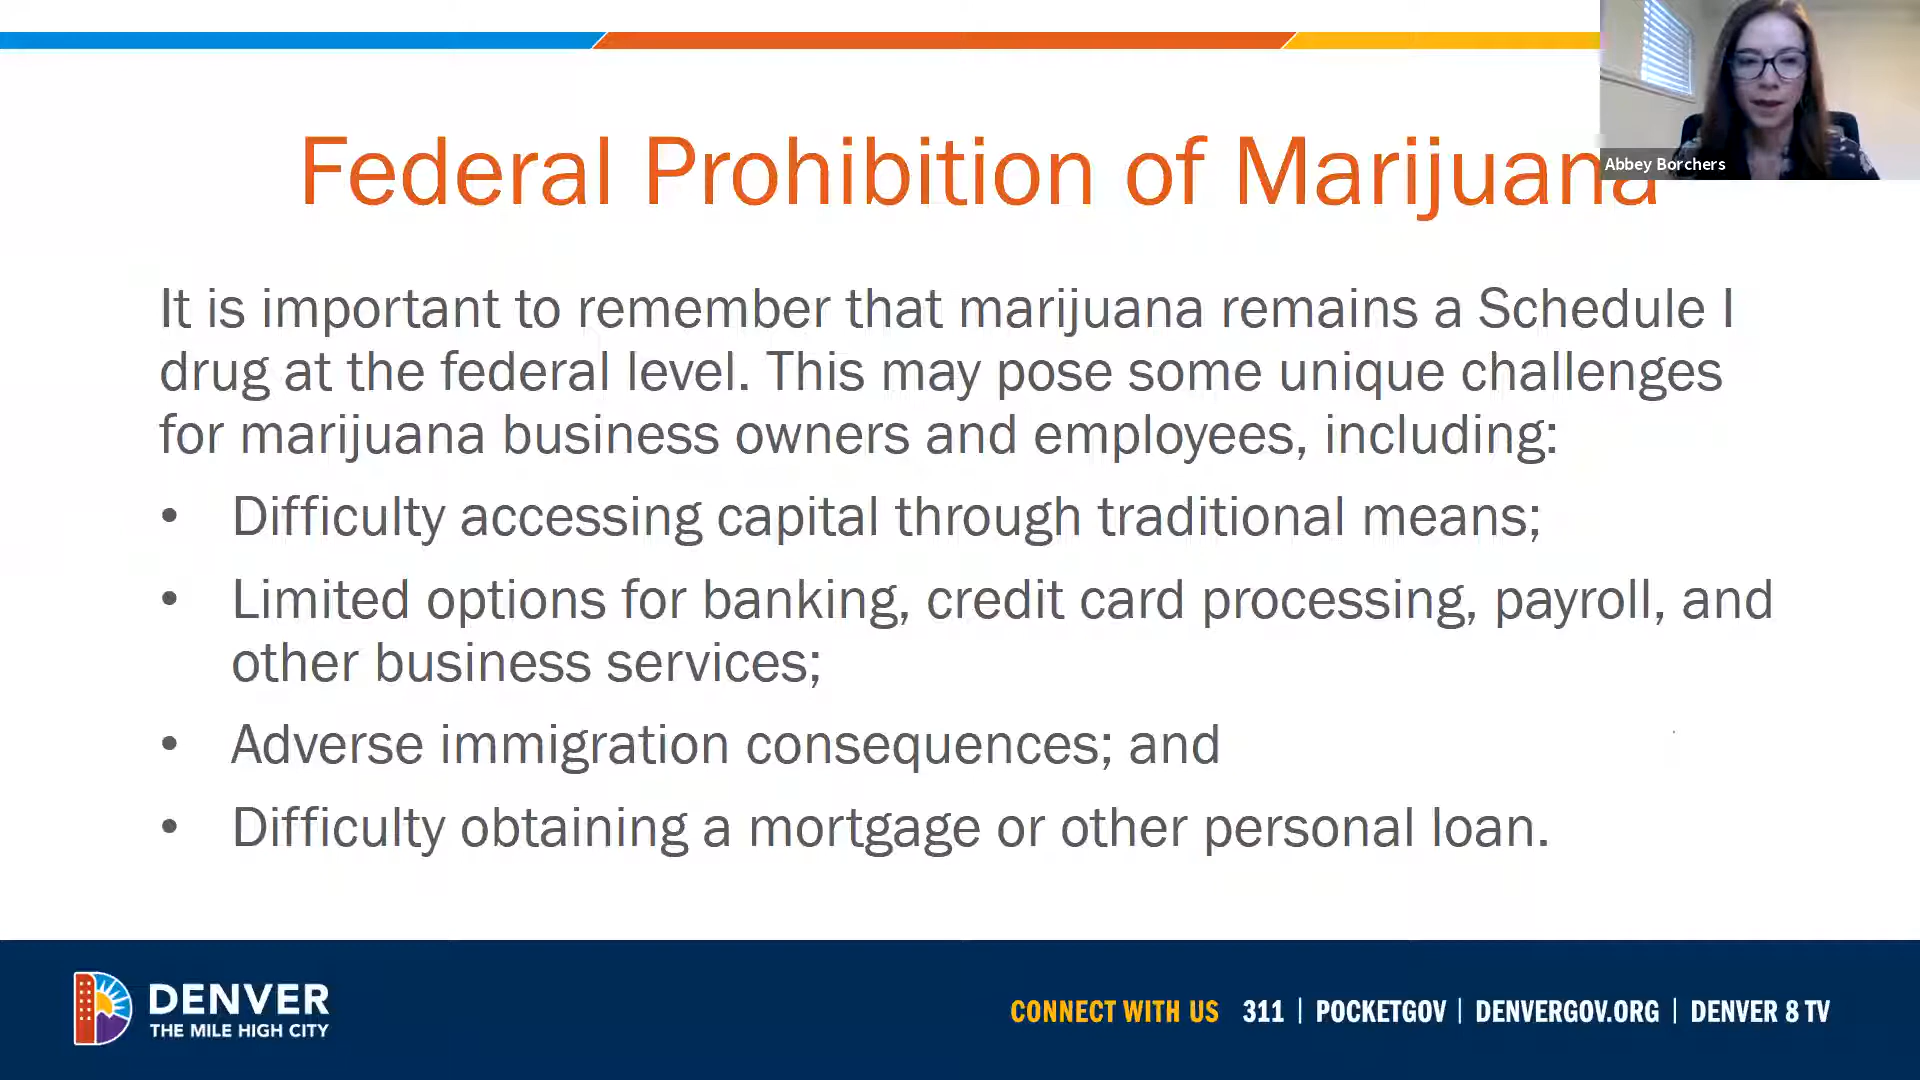 Federal Prohibition of Marijuana
Abbey Borchers
It is important to remember that marijuana remains a Schedule I
drug at the federal level. This may pose some unique challenges
for marijuana business owners and employees, including:
• Difficulty accessing capital through traditional means;
• Limited options for banking, credit card processing, payroll, and
other business services;
• Adverse immigration consequences; and
• Difficulty obtaining a mortgage or other personal loan.
DENVER
THE MILE HIGH CITY
CONNECT WITH US 311 | POCKETGOV | DENVERGOV.ORG | DENVER 8 TV